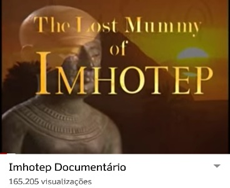 The Lost Mummy
of
IMHOTEP
Imhotep Documentário
165.205 visualizações